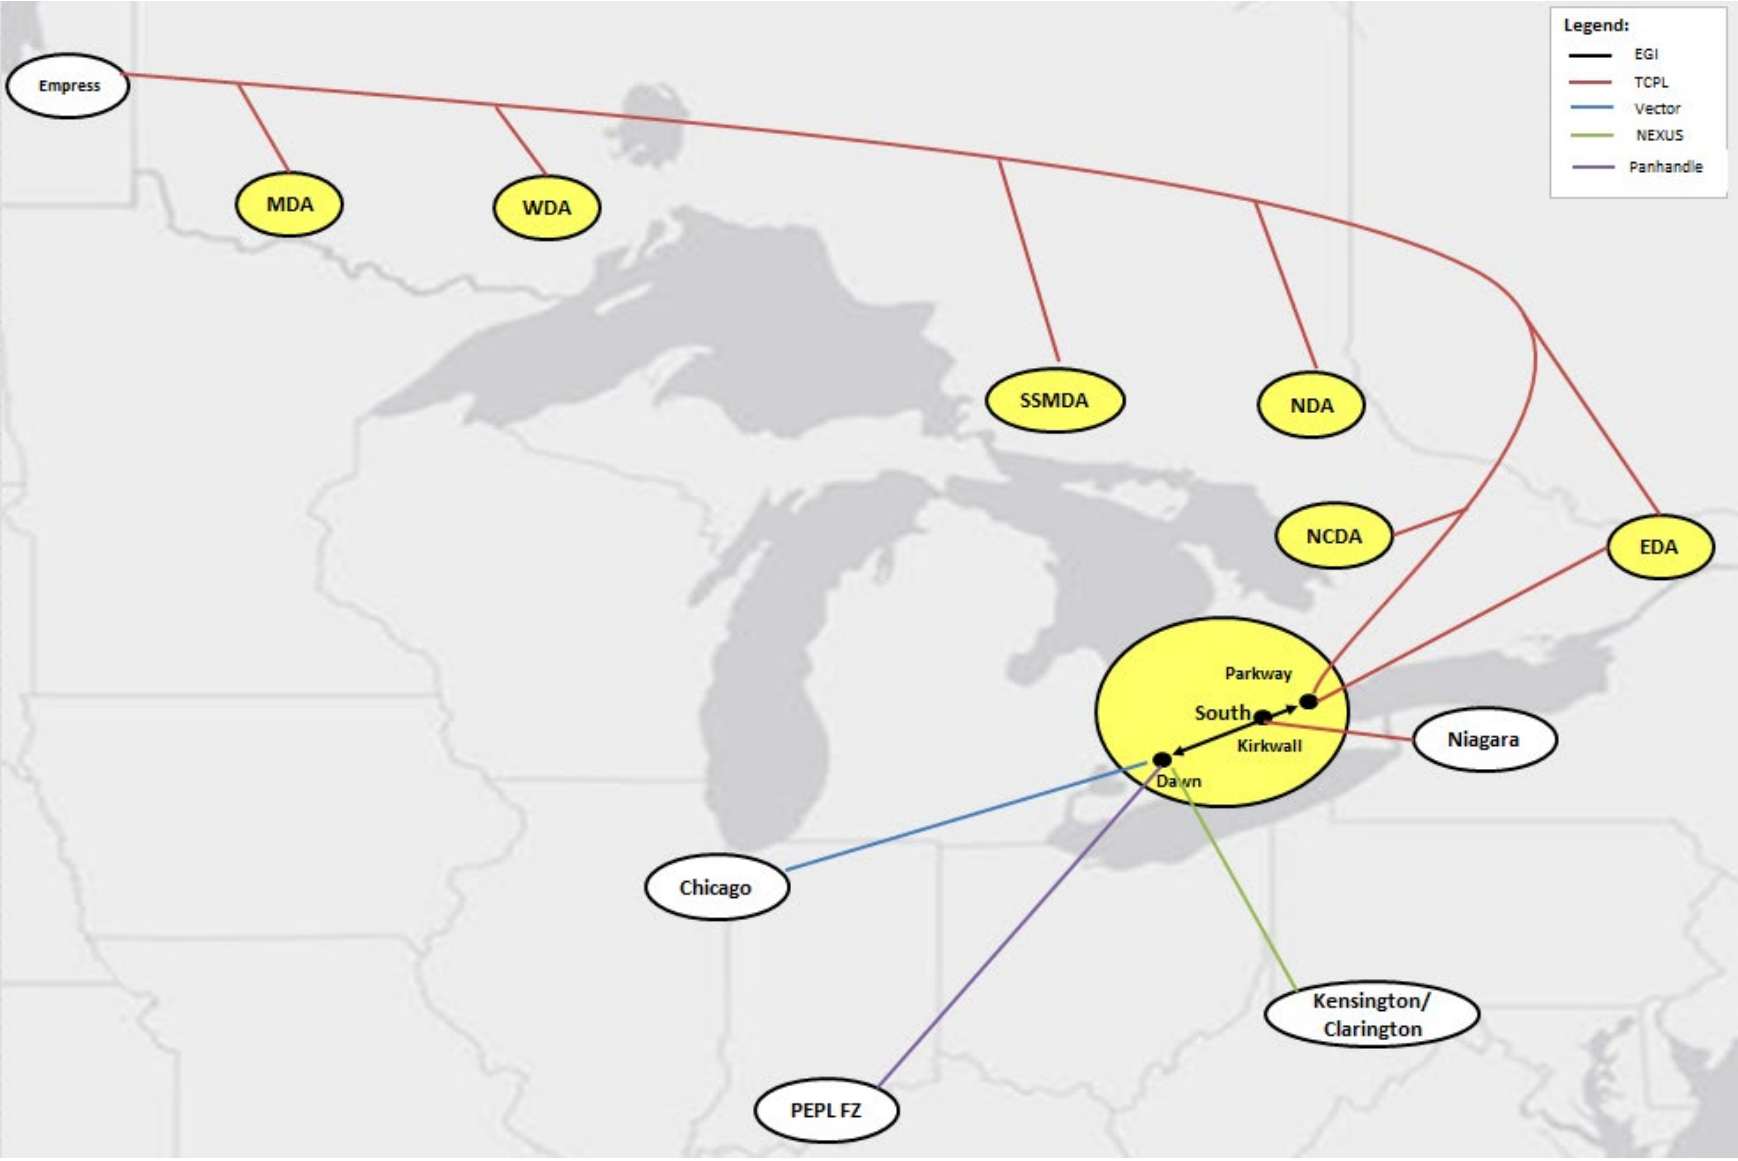 Legend:
EGI
TCPL
Vector
NEXUS
Panhandle
Empress
MDA
WDA
SSMDA
NDA
NCDA
EDA
Parkway
South
Kirkwall
Niagara
Dawn
Chicago
Kensington/
Clarington
PEPL FZ